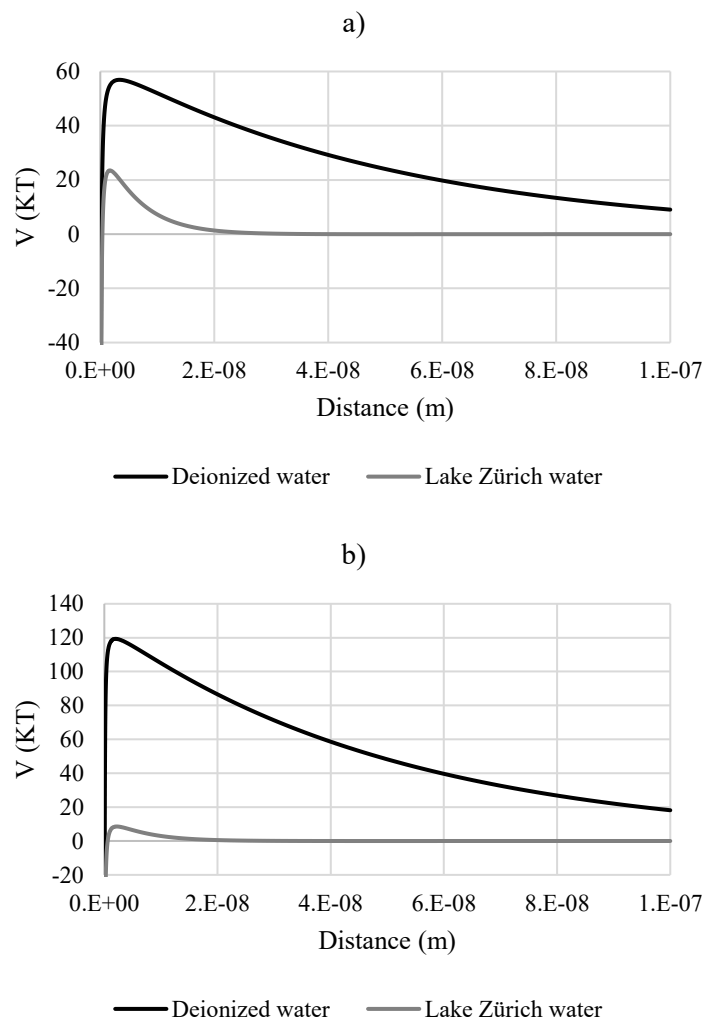 a)
60
40
20
0
-20
-40
V (KT)
0.E+00 2.E-08 4.E-08 6.E-08 8.E-08 1.E-07
Distance (m)
Deionized water Lake Zürich water
b)
140
120
100
80
60
40
20
0
-20
V (KT)
0.E+00 2.E-08 4.E-08 6.E-08 8.E-08 1.E-07
Distance (m)
Deionized water Lake Zürich water